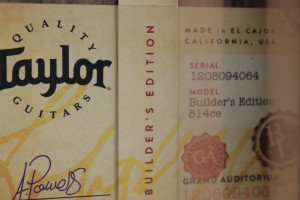 QUALITY
Taylor
GUITARS
BUILDER'S EDITION
MADE in EL CAJON
CALIFORNIA, USA
SERIAL
1208094064
MODEL
Builder's Edition
814ce
GA
GRAND AUDITORIUM
1208094064